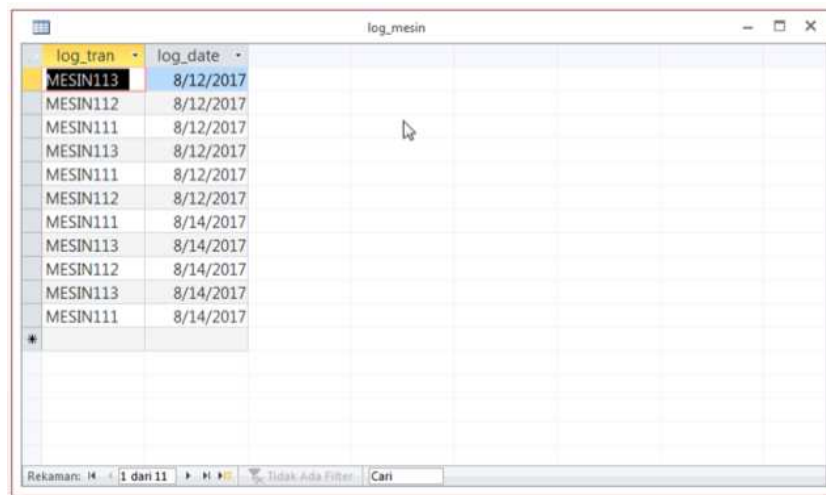 log_mesin
log_tran log_date
MESIN113 8/12/2017
MESIN112 8/12/2017
MESIN111 8/12/2017
MESIN113 8/12/2017
MESIN111 8/12/2017
MESIN112 8/12/2017
MESIN111 8/14/2017
MESIN113 8/14/2017
MESIN112 8/14/2017
MESIN113 8/14/2017
MESIN111 8/14/2017
Rekaman: 1 dari 11 Tidak Ada Filter Cari